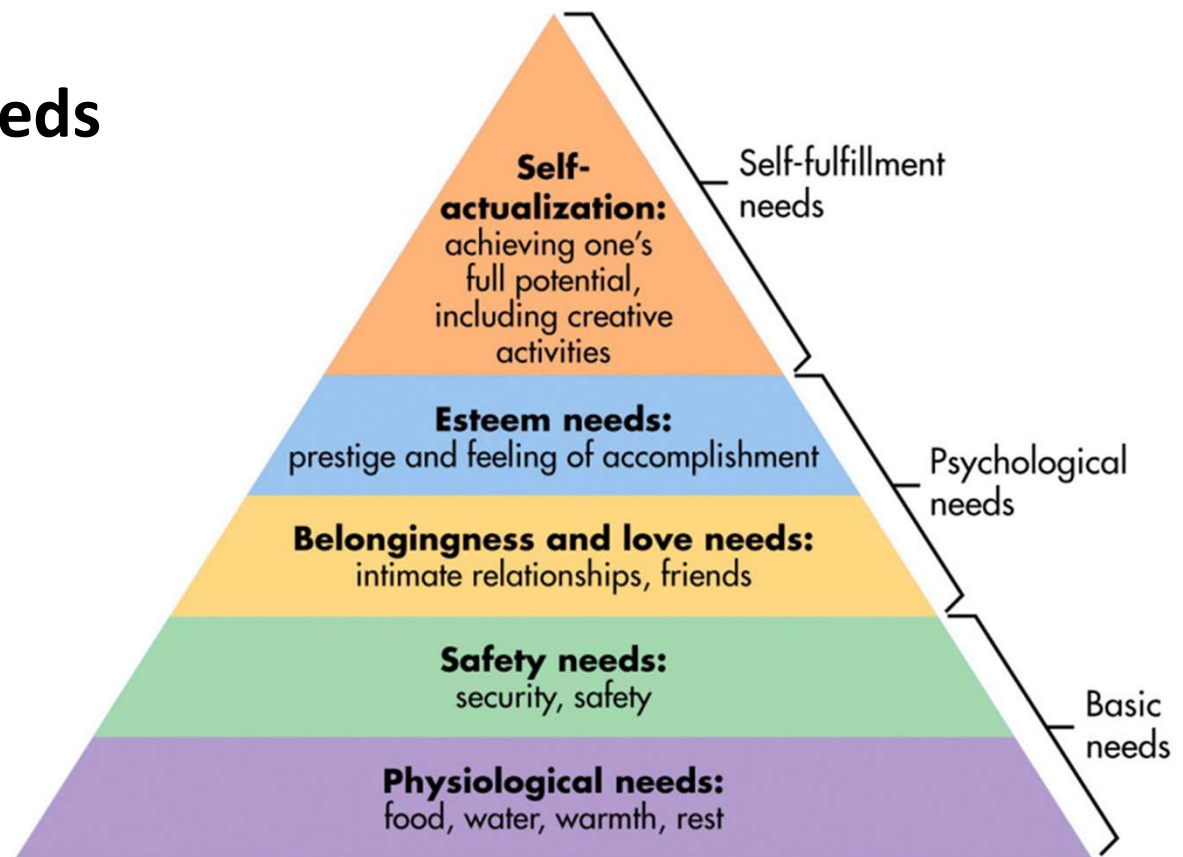 eds
Self-
actualization:
achieving one's
full potential,
including creative
activities
Self-fulfillment
needs
Esteem needs:
prestige and feeling of accomplishment
Psychological
needs
Belongingness and love needs:
intimate relationships, friends
Safety needs:
security, safety
Basic
needs
Physiological needs:
food, water, warmth, rest